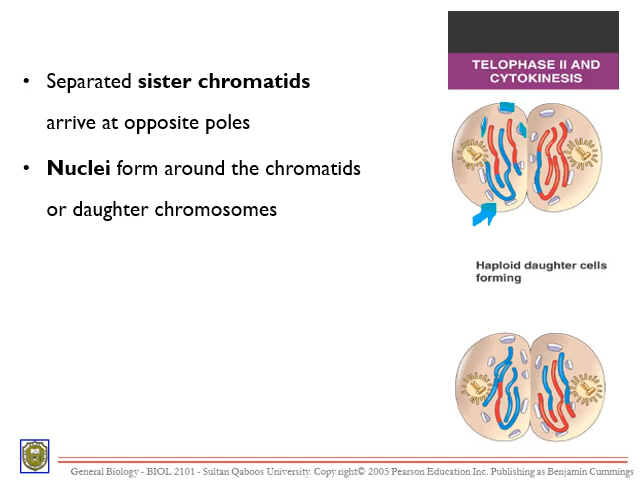 TELOPHASE II AND
CYTOKINESIS
• Separated sister chromatids
arrive at opposite poles
• Nuclei form around the chromatids
or daughter chromosomes
Haploid daughter cells
forming
General Biology - BIOL 2101 - Sultan Qaboos University. Copy right© 2005 Pearson Education Inc. Publishing as Benjamin Cummings